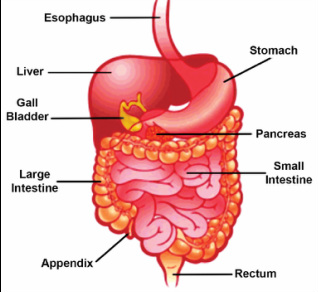 Esophagus
Stomach
Liver
Gall
Bladder
Pancreas
Large
Intestine
Small
Intestine
Appendix
Rectum